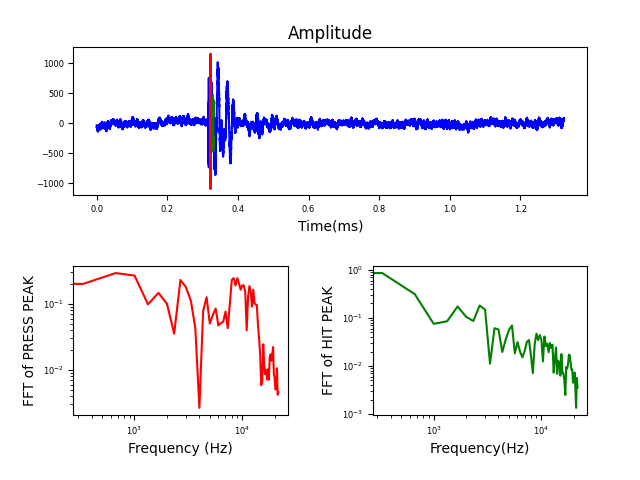 Amplitude
1000
500
0
−500
−1000
0.0 0.2 0.4 0.6 0.8 1.0 1.2
Time(ms)
FFT of PRESS PEAK
10⁻¹
10⁻²
10³ 10⁴
Frequency (Hz)
FFT of HIT PEAK
10⁰
10⁻¹
10⁻²
10⁻³
10³ 10⁴
Frequency(Hz)